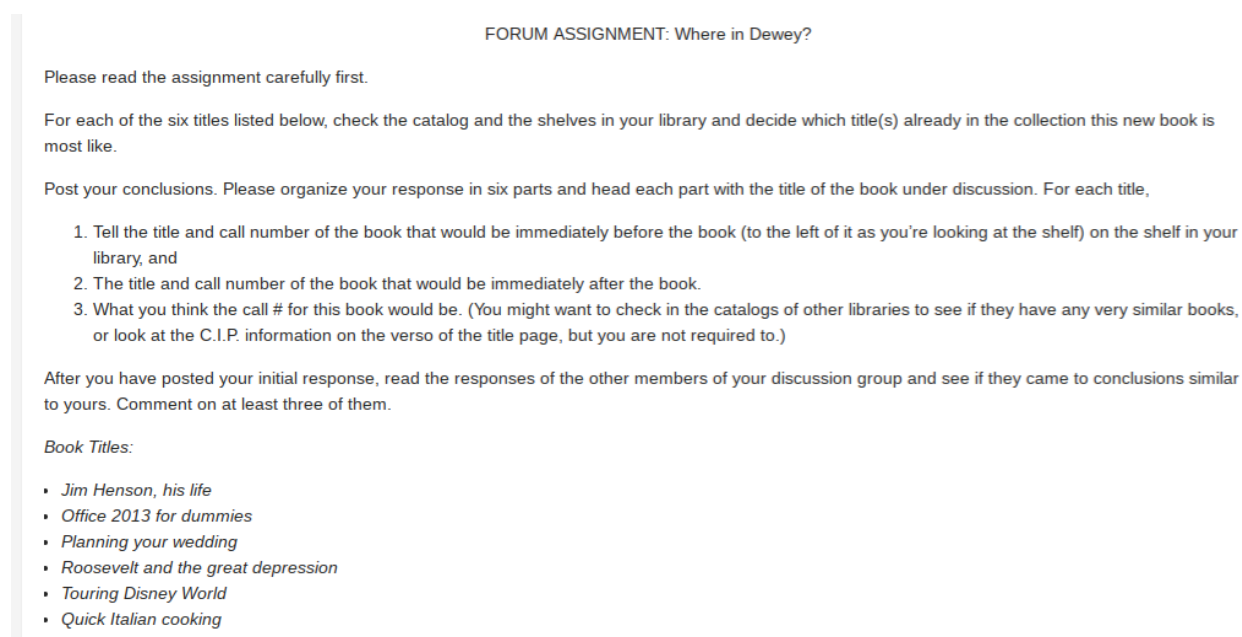 FORUM ASSIGNMENT: Where in Dewey?
Please read the assignment carefully first.
For each of the six titles listed below, check the catalog and the shelves in your library and decide which title(s) already in the collection this new book is
most like.
Post your conclusions. Please organize your response in six parts and head each part with the title of the book under discussion. For each title,
1. Tell the title and call number of the book that would be immediately before the book (to the left of it as you’re looking at the shelf) on the shelf in your
library, and
2. The title and call number of the book that would be immediately after the book.
3. What you think the call # for this book would be. (You might want to check in the catalogs of other libraries to see if they have any very similar books,
or look at the C.I.P. information on the verso of the title page, but you are not required to.)
After you have posted your initial response, read the responses of the other members of your discussion group and see if they came to conclusions similar
to yours. Comment on at least three of them.
Book Titles:
• Jim Henson, his life
• Office 2013 for dummies
• Planning your wedding
• Roosevelt and the great depression
• Touring Disney World
• Quick Italian cooking